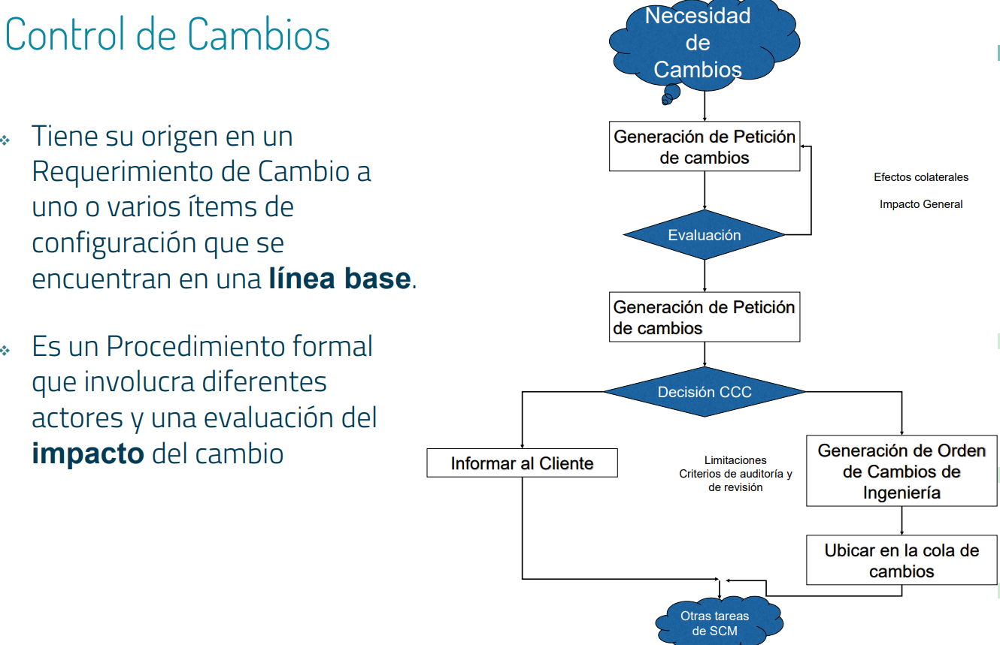 Control de Cambios
Tiene su origen en un
Requerimiento de Cambio a
uno o varios ítems de
configuración que se
encuentran en una línea base.
Es un Procedimiento formal
que involucra diferentes
actores y una evaluación del
impacto del cambio
Necesidad
de
Cambios
Generación de Petición
de cambios
Efectos colaterales
Impacto General
Evaluación
Generación de Petición
de cambios
Decisión CCC
Informar al Cliente
Limitaciones
Criterios de auditoría y
de revisión
Generación de Orden
de Cambios de
Ingeniería
Ubicar en la cola de
cambios
Otras tareas
de SCM